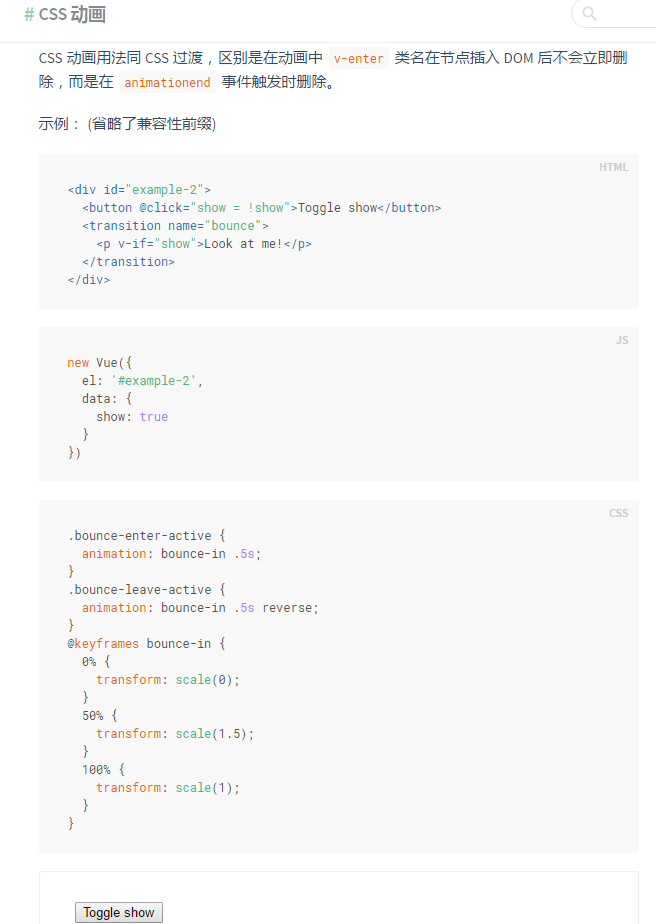 # CSS 动画
CSS 动画用法同 CSS 过渡，区别是在动画中 v-enter 类名在节点插入 DOM 后不会立即删
除，而是在 animationend 事件触发时删除。
示例： (省略了兼容性前缀)
HTML
<div id="example-2">
  <button @click="show = !show">Toggle show</button>
  <transition name="bounce">
    <p v-if="show">Look at me!</p>
  </transition>
</div>
JS
new Vue({
  el: '#example-2',
  data: {
    show: true
  }
})
CSS
.bounce-enter-active {
  animation: bounce-in .5s;
}
.bounce-leave-active {
  animation: bounce-in .5s reverse;
}
@keyframes bounce-in {
  0% {
    transform: scale(0);
  }
  50% {
    transform: scale(1.5);
  }
  100% {
    transform: scale(1);
  }
}
Toggle show